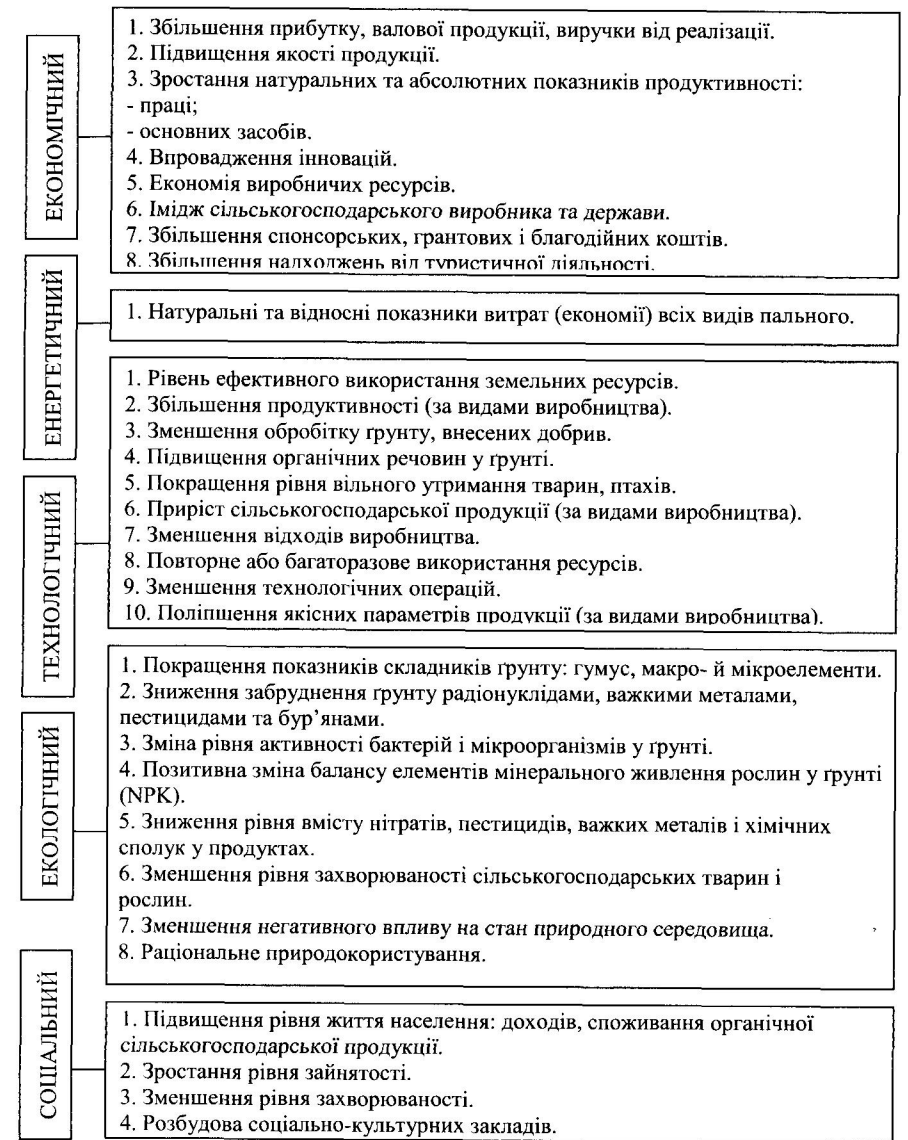 ЕКОНОМІЧНИЙ
1. Збільшення прибутку, валової продукції, виручки від реалізації.
2. Підвищення якості продукції.
3. Зростання натуральних та абсолютних показників продуктивності:
- праці;
- основних засобів.
4. Впровадження інновацій.
5. Економія виробничих ресурсів.
6. Імідж сільськогосподарського виробника та держави.
7. Збільшення спонсорських, грантових і благодійних коштів.
8. Збільшення надходжень від туристичної діяльності.
ЕНЕРГЕТИЧНИЙ
1. Натуральні та відносні показники витрат (економії) всіх видів пального.
ТЕХНОЛОГІЧНИЙ
1. Рівень ефективного використання земельних ресурсів.
2. Збільшення продуктивності (за видами виробництва).
3. Зменшення обробітку ґрунту, внесених добрив.
4. Підвищення органічних речовин у ґрунті.
5. Покращення рівня вільного утримання тварин, птахів.
6. Приріст сільськогосподарської продукції (за видами виробництва).
7. Зменшення відходів виробництва.
8. Повторне або багаторазове використання ресурсів.
9. Зменшення технологічних операцій.
10. Поліпшення якісних параметрів продукції (за видами виробництва).
ЕКОЛОГІЧНИЙ
1. Покращення показників складників ґрунту: гумус, макро- й мікроелементи.
2. Зниження забруднення ґрунту радіонуклідами, важкими металами,
пестицидами та бур’янами.
3. Зміна рівня активності бактерій і мікроорганізмів у ґрунті.
4. Позитивна зміна балансу елементів мінерального живлення рослин у ґрунті
(NPK).
5. Зниження рівня вмісту нітратів, пестицидів, важких металів і хімічних
сполук у продуктах.
6. Зменшення рівня захворюваності сільськогосподарських тварин і
рослин.
7. Зменшення негативного впливу на стан природного середовища.
8. Раціональне природокористування.
СОЦІАЛЬНИЙ
1. Підвищення рівня життя населення: доходів, споживання органічної
сільськогосподарської продукції.
2. Зростання рівня зайнятості.
3. Зменшення рівня захворюваності.
4. Розбудова соціально-культурних закладів.